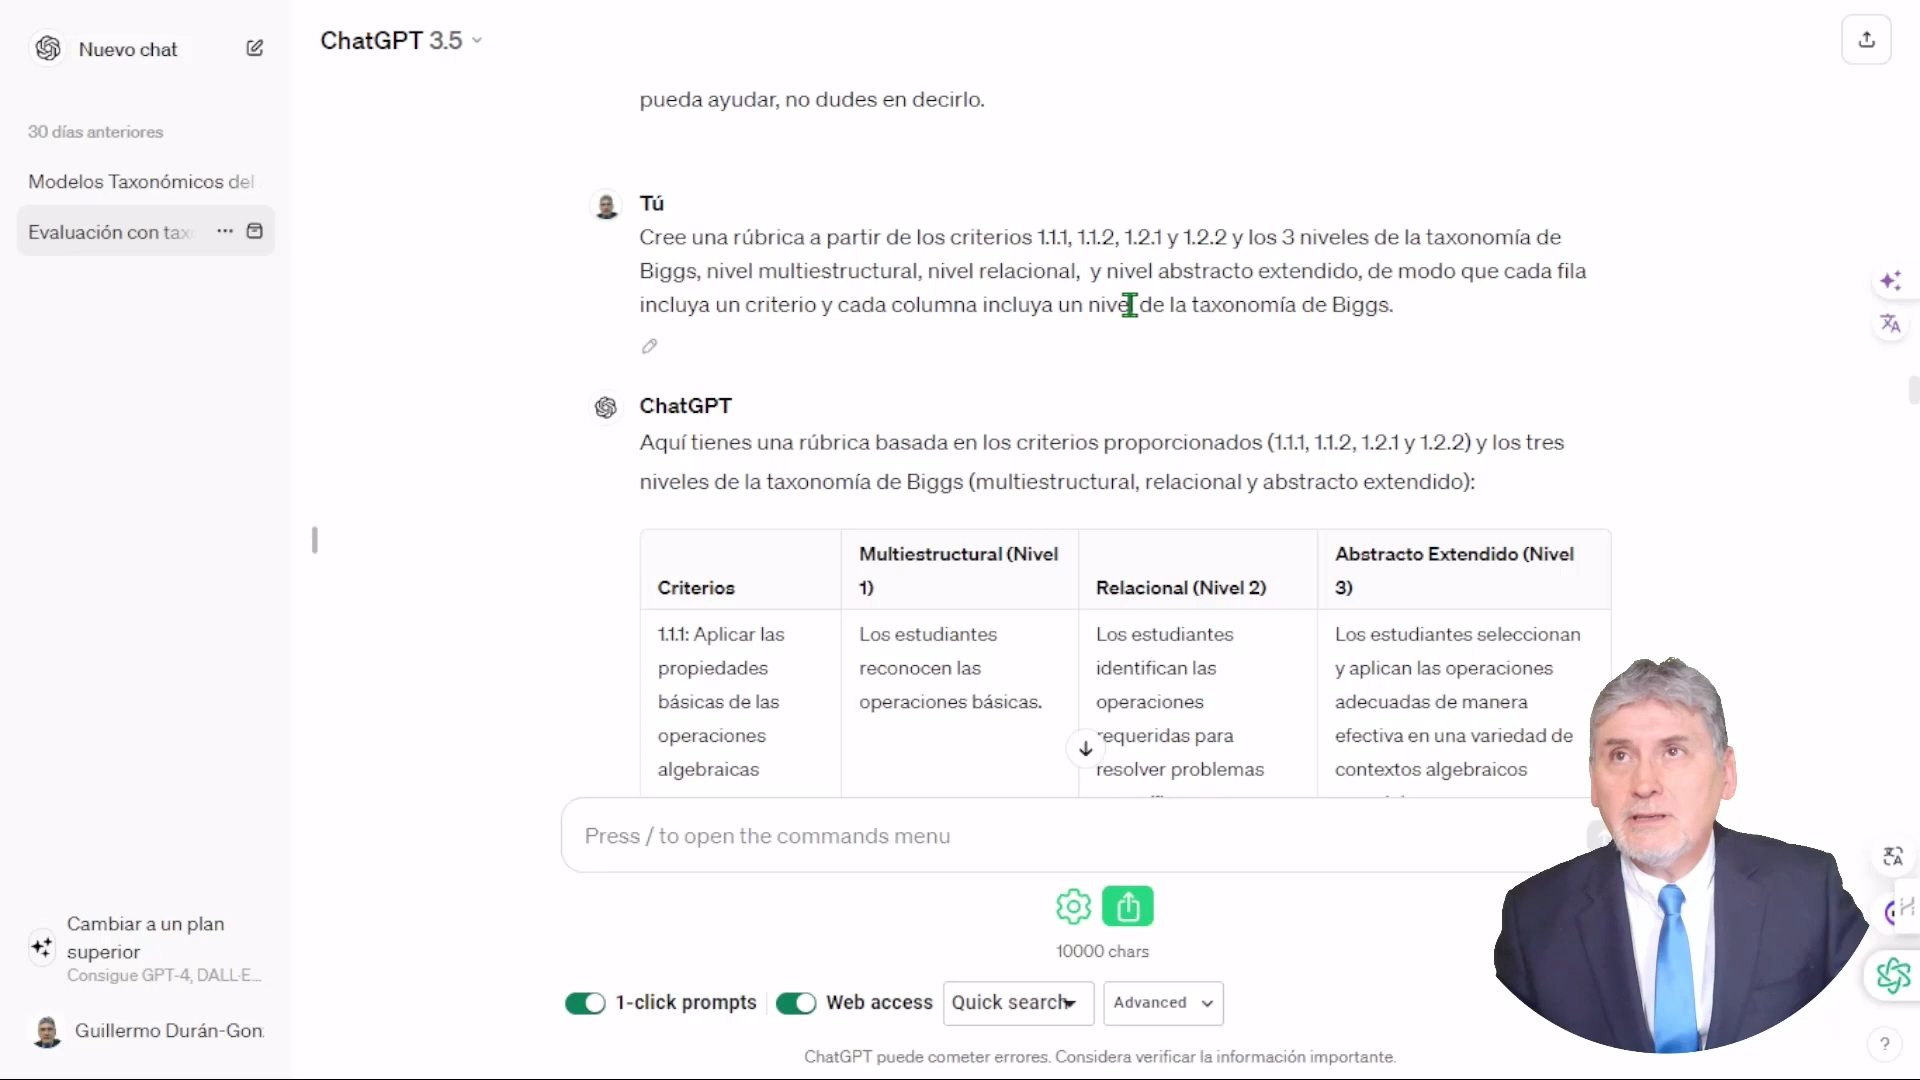 Nuevo chat
ChatGPT 3.5
30 días anteriores
Modelos Taxonómicos del
Evaluación con tax
pueda ayudar, no dudes en decirlo.
Tú
Cree una rúbrica a partir de los criterios 1.1.1, 1.1.2, 1.2.1 y 1.2.2 y los 3 niveles de la taxonomía de
Biggs, nivel multiestructural, nivel relacional, y nivel abstracto extendido, de modo que cada fila
incluya un criterio y cada columna incluya un nivel de la taxonomía de Biggs.
ChatGPT
Aquí tienes una rúbrica basada en los criterios proporcionados (1.1.1, 1.1.2, 1.2.1 y 1.2.2) y los tres
niveles de la taxonomía de Biggs (multiestructural, relacional y abstracto extendido):
Criterios
Multiestructural (Nivel
1)
Relacional (Nivel 2)
Abstracto Extendido (Nivel
3)
1.1.1: Aplicar las
propiedades
básicas de las
operaciones
algebraicas
Los estudiantes
reconocen las
operaciones básicas.
Los estudiantes
identifican las
operaciones
requeridas para
resolver problemas
Los estudiantes seleccionan
y aplican las operaciones
adecuadas de manera
efectiva en una variedad de
contextos algebraicos
Press / to open the commands menu
10000 chars
1-click prompts
Web access
Quick search
Advanced
ChatGPT puede cometer errores. Considera verificar la información importante.
Cambiar a un plan
superior
Consigue GPT-4, DALL·E...
Guillermo Durán-Gon
?